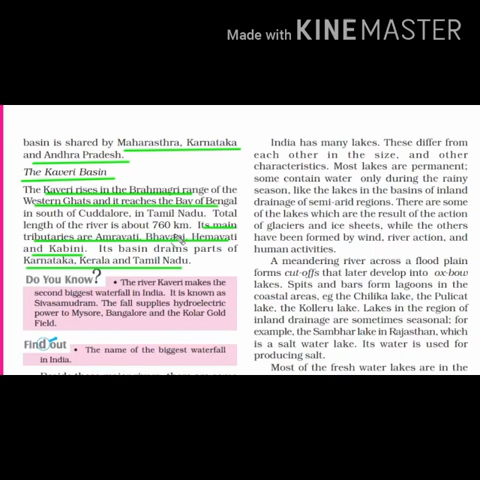 Made with KINEMASTER
basin is shared by Maharasthra, Karnataka
and Andhra Pradesh.
The Kaveri Basin
The Kaveri rises in the Brahmagri range of the
Western Ghats and it reaches the Bay of Bengal
in south of Cuddalore, in Tamil Nadu. Total
length of the river is about 760 km. Its main
tributaries are Amravati, Bhavani, Hemavati
and Kabini. Its basin drains parts of
Karnataka, Kerala and Tamil Nadu.
Do You Know? • The river Kaveri makes the
second biggest waterfall in India. It is known as
Sivasamudram. The fall supplies hydroelectric
power to Mysore, Bangalore and the Kolar Gold
Field.
Find out • The name of the biggest waterfall
in India.
India has many lakes. These differ from
each other in the size, and other
characteristics. Most lakes are permanent;
some contain water only during the rainy
season, like the lakes in the basins of inland
drainage of semi-arid regions. There are some
of the lakes which are the result of the action
of glaciers and ice sheets, while the others
have been formed by wind, river action, and
human activities.
A meandering river across a flood plain
forms cut-offs that later develop into ox-bow
lakes. Spits and bars form lagoons in the
coastal areas, eg the Chilika lake, the Pulicat
lake, the Kolleru lake. Lakes in the region of
inland drainage are sometimes seasonal; for
example, the Sambhar lake in Rajasthan, which
is a salt water lake. Its water is used for
producing salt.
Most of the fresh water lakes are in the